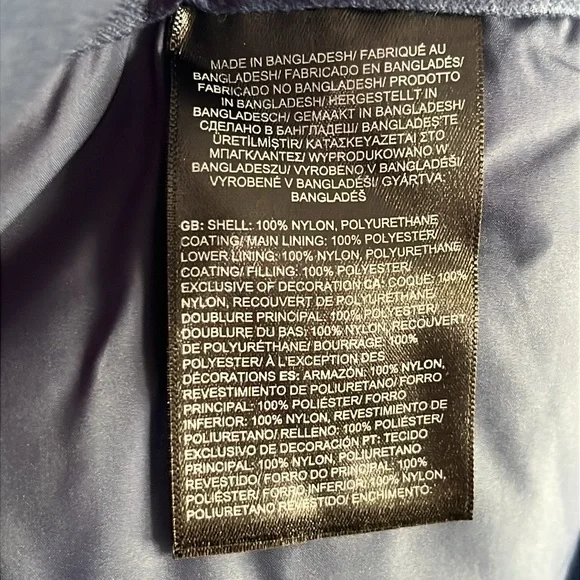 MADE IN BANGLADESH/ FABRIQUÉ AU
BANGLADESH/ FABRICADO EN BANGLADÉS/
FABRICADO NO BANGLADESH/ PRODOTTO
IN BANGLADESH/ HERGESTELLT IN
BANGLADESCH/ GEMAAKT IN BANGLADESH/
СДЕЛАНО В БАНГЛАДЕШ/ BANGLADEŞ'TE
ÜRETİLMİŞTİR/ ΚΑΤΑΣΚΕΥΑΖΕΤΑΙ ΣΤΟ
ΜΠΑΓΚΛΑΝΤΕΣ/ WYPRODUKOWANO W
BANGLADESZU/ VYROBENO V BANGLADÉŠI/
VYROBENÉ V BANGLADÉŠI/ GYÁRTVA:
BANGLADÉŠ
GB: SHELL: 100% NYLON, POLYURETHANE
COATING/ MAIN LINING: 100% POLYESTER/
LOWER LINING: 100% NYLON, POLYURETHANE
COATING/ FILLING: 100% POLYESTER/
EXCLUSIVE OF DECORATION CA: COQUE: 100%
NYLON, RECOUVERT DE POLYURÉTHANE/
DOUBLURE PRINCIPAL: 100% POLYESTER/
DOUBLURE DU BAS: 100% NYLON, RECOUVERT
DE POLYURÉTHANE/ BOURRAGE: 100%
POLYESTER/ À L'EXCEPTION DES
DÉCORATIONS ES: ARMAZÓN: 100% NYLON,
REVESTIMIENTO DE POLIURETANO/ FORRO
PRINCIPAL: 100% POLIÉSTER/ FORRO
INFERIOR: 100% NYLON, REVESTIMIENTO DE
POLIURETANO/ RELLENO: 100% POLIÉSTER/
EXCLUSIVO DE DECORACIÓN PT: TECIDO
PRINCIPAL: 100% NYLON, POLIURETANO
REVESTIDO/ FORRO DO PRINCIPAL: 100%
POLIÉSTER/ FORRO INFERIOR: 100% NYLON,
POLIURETANO REVESTIDO/ ENCHIMENTO: